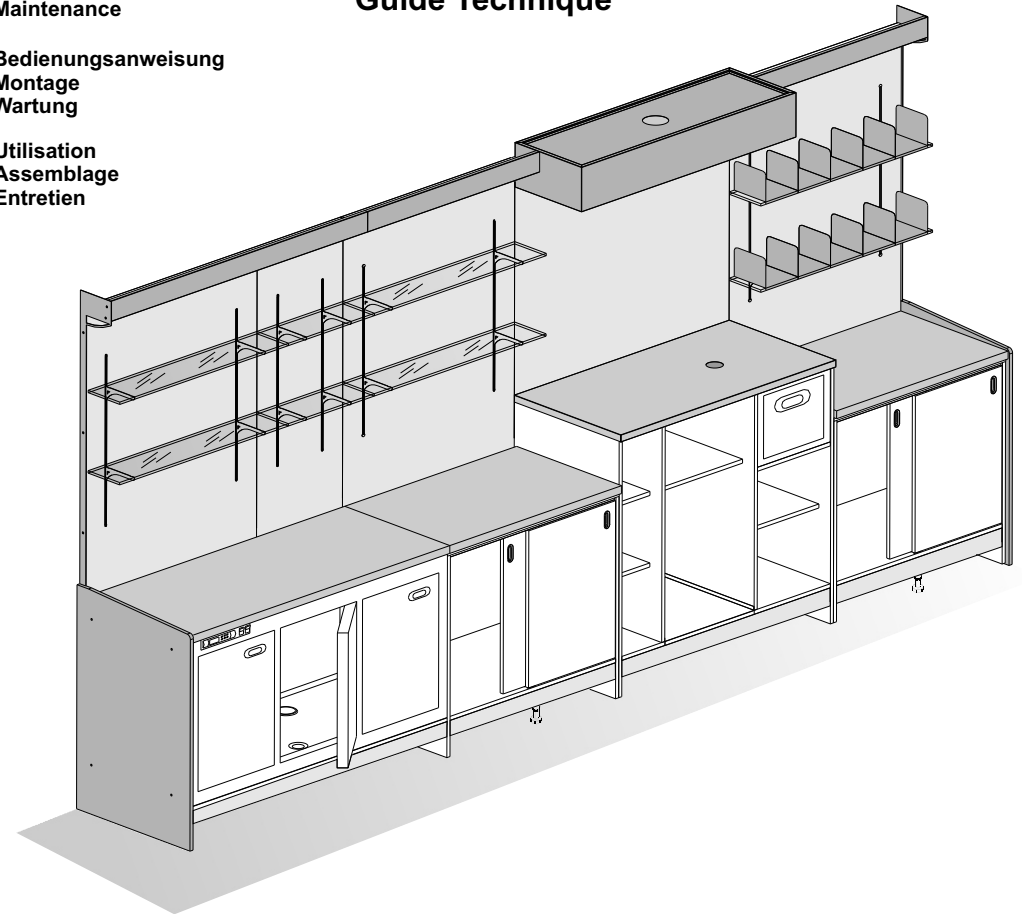 Maintenance
Guide Technique
Bedienungsanweisung
Montage
Wartung
Utilisation
Assemblage
Entretien